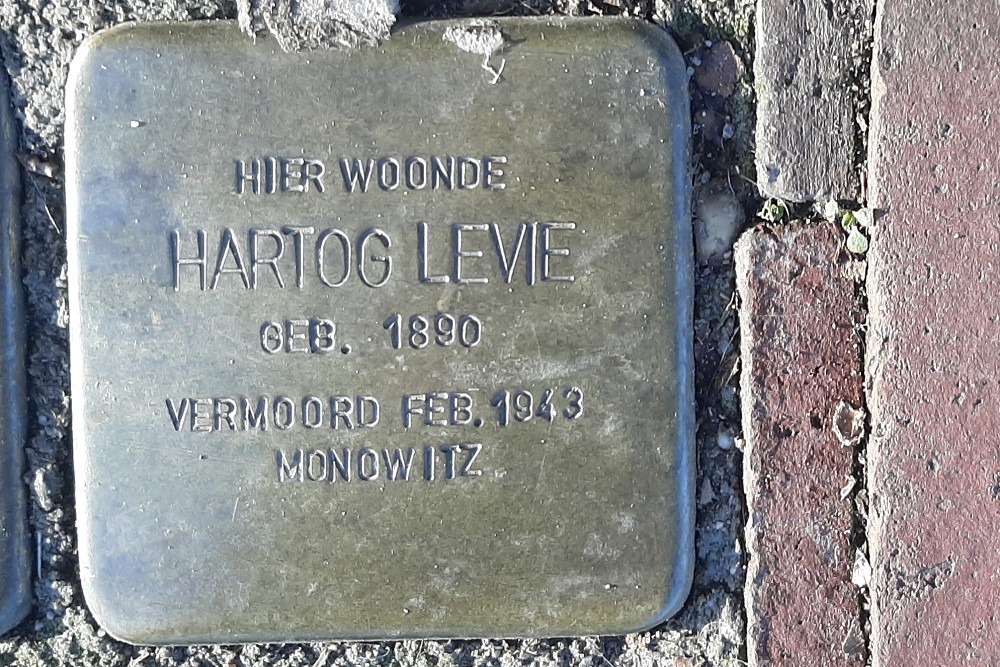 HIER WOONDE
HARTOG LEVIE
GEB. 1890
VERMOORD FEB. 1943
MONOWITZ